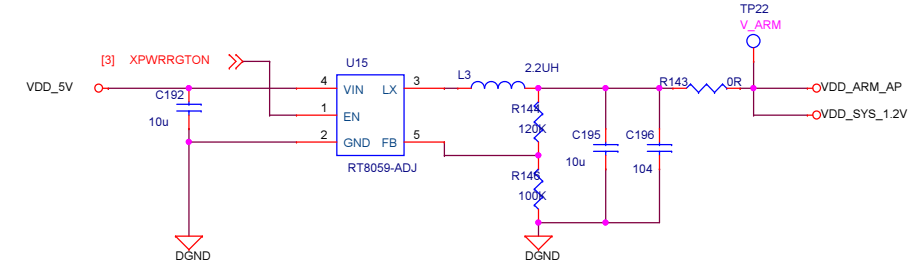 TP22
V_ARM
[3] XPWRRGTON
U15
L3
2.2UH
R143
0R
VDD_5V
4
VIN
LX
3
VDD_ARM_AP
C192
R144
1
EN
VDD_SYS_1.2V
10u
120K
C195
C196
2
GND
FB
5
10u
104
RT8059-ADJ
R146
100K
DGND
DGND